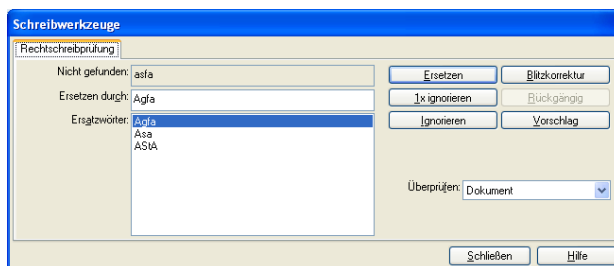 Schreibwerkzeuge
Rechtschreibprüfung
Nicht gefunden: asfa
Ersetzen Blitzkorrektur
Ersetzen durch: Agfa
1x ignorieren Rückgängig
Ersatzwörter: Agfa
Ignorieren Vorschlag
Asa
AStA
Überprüfen: Dokument
Schließen Hilfe